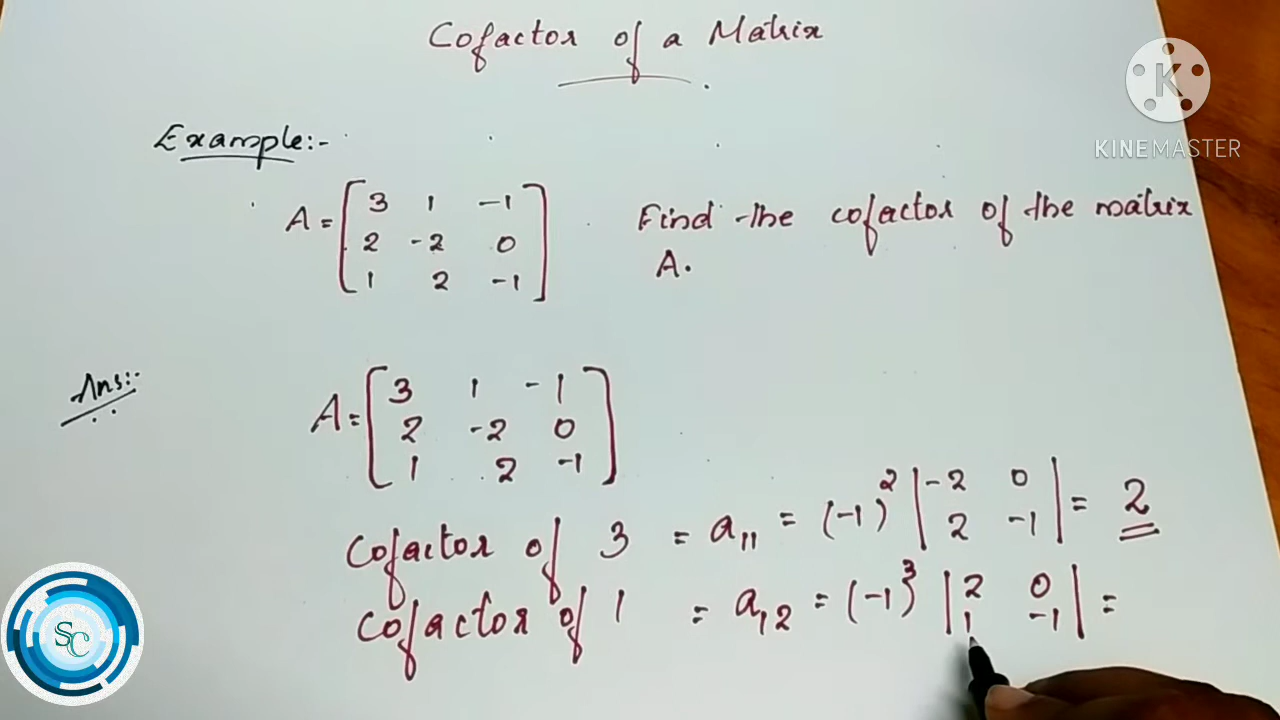 Cofactor of a Matrix
KINEMASTER
Example:-
A = [ 3 1 -1
2 -2 0
1 2 -1 ]
Find the cofactor of the matrix
A.
Ans:-
A = [ 3 1 -1
2 -2 0
1 2 -1 ]
Cofactor of 3 = a₁₁ = (-1)² | -2 0
2 -1 | = 2
Cofactor of 1 = a₁₂ = (-1)³ | 2 0
1 -1 | =
SC